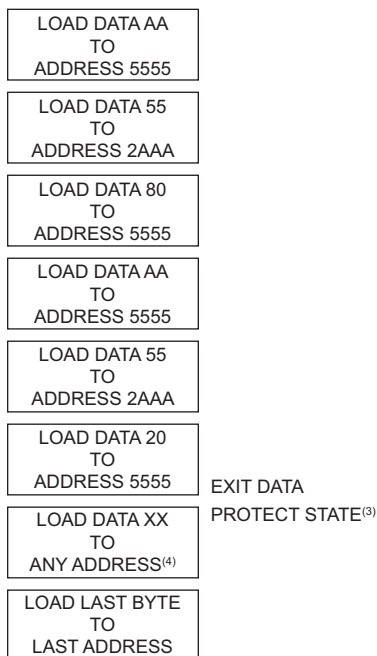 LOAD DATA AA
TO
ADDRESS 5555
LOAD DATA 55
TO
ADDRESS 2AAA
LOAD DATA 80
TO
ADDRESS 5555
LOAD DATA AA
TO
ADDRESS 5555
LOAD DATA 55
TO
ADDRESS 2AAA
LOAD DATA 20
TO
ADDRESS 5555
EXIT DATA
PROTECT STATE(3)
LOAD DATA XX
TO
ANY ADDRESS(4)
LOAD LAST BYTE
TO
LAST ADDRESS